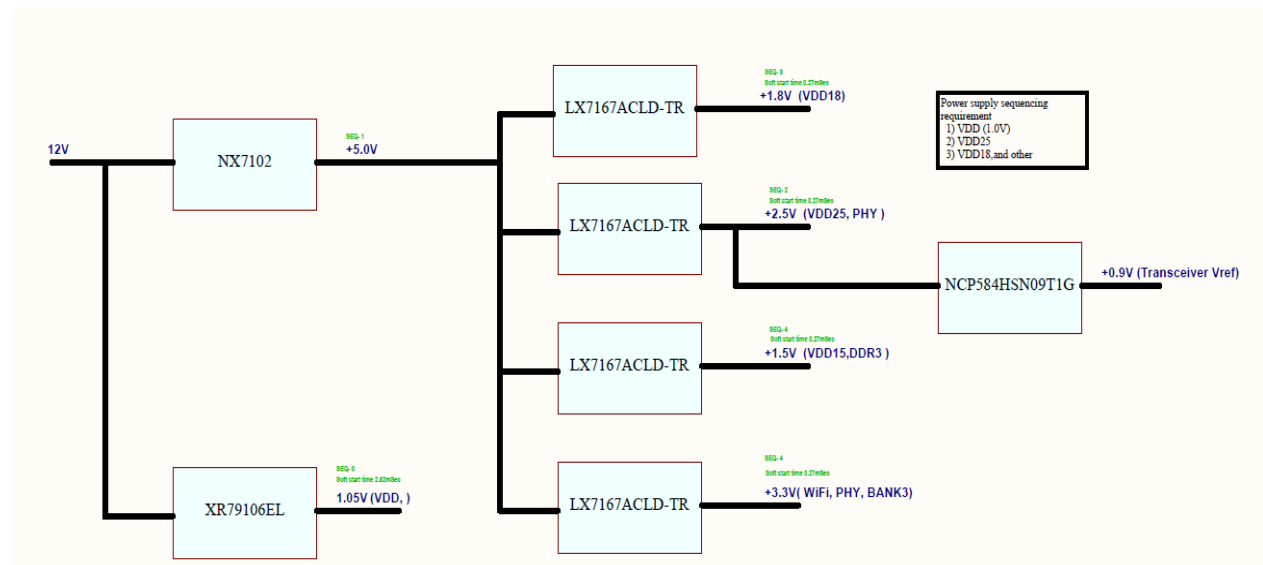 12V
NX7102
SEQ- 1
+5.0V
XR79106EL
SEQ- 0
Soft start time 2.82mSec
1.05V (VDD, )
LX7167ACLD-TR
SEQ- 3
Soft start time 0.27mSec
+1.8V (VDD18)
LX7167ACLD-TR
SEQ- 2
Soft start time 0.27mSec
+2.5V (VDD25, PHY )
LX7167ACLD-TR
SEQ- 4
Soft start time 0.27mSec
+1.5V (VDD15,DDR3 )
LX7167ACLD-TR
SEQ- 4
Soft start time 0.27mSec
+3.3V( WiFi, PHY, BANK3)
Power supply sequencing
requirement
1) VDD (1.0V)
2) VDD25
3) VDD18,and other
NCP584HSN09T1G
+0.9V (Transceiver Vref)